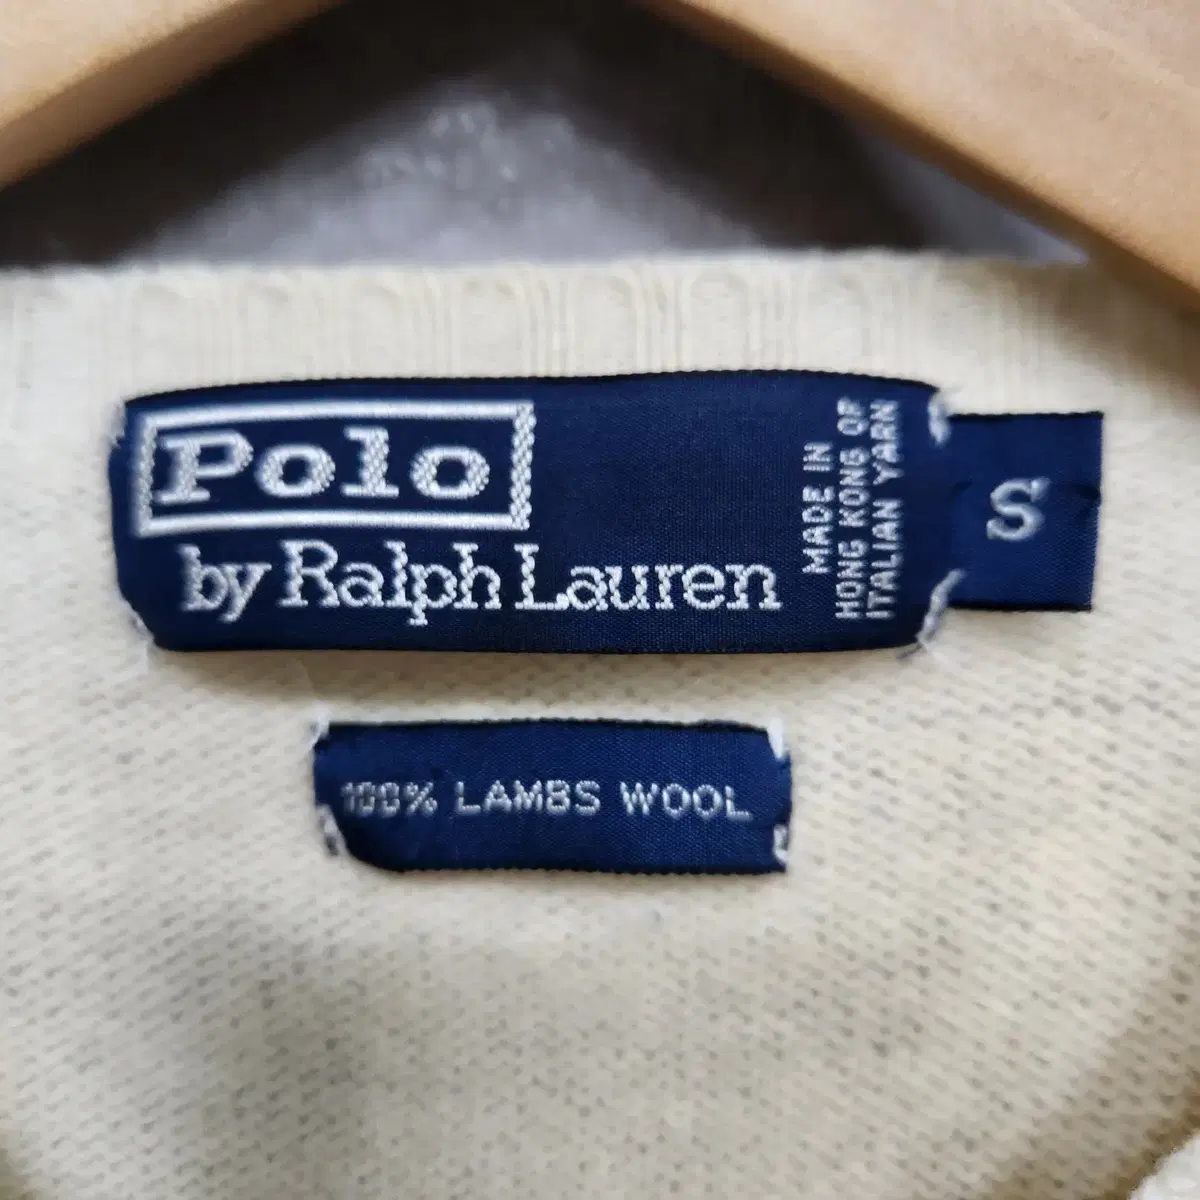 Polo
by Ralph Lauren
MADE IN
HONG KONG OF
ITALIAN YARN
S
100% LAMBS WOOL